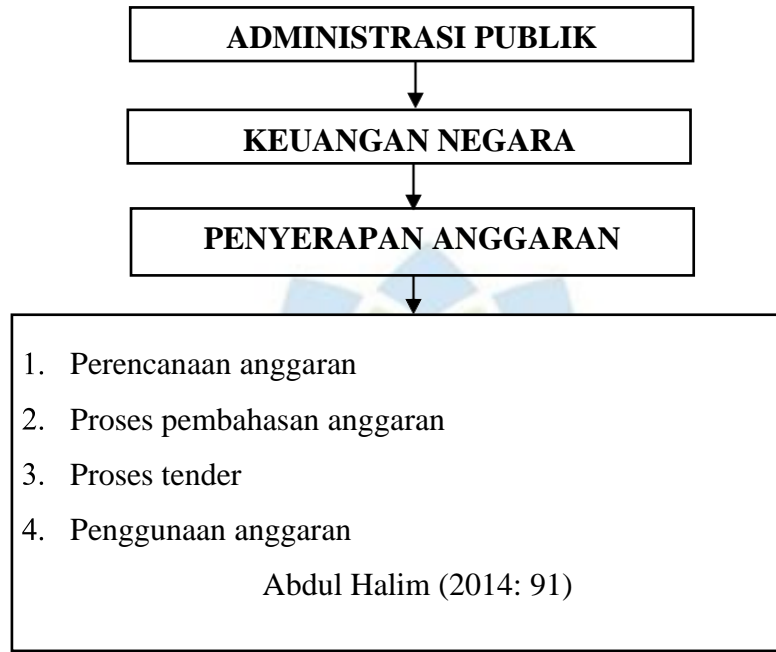 ADMINISTRASI PUBLIK
KEUANGAN NEGARA
PENYERAPAN ANGGARAN
1. Perencanaan anggaran
2. Proses pembahasan anggaran
3. Proses tender
4. Penggunaan anggaran
Abdul Halim (2014: 91)